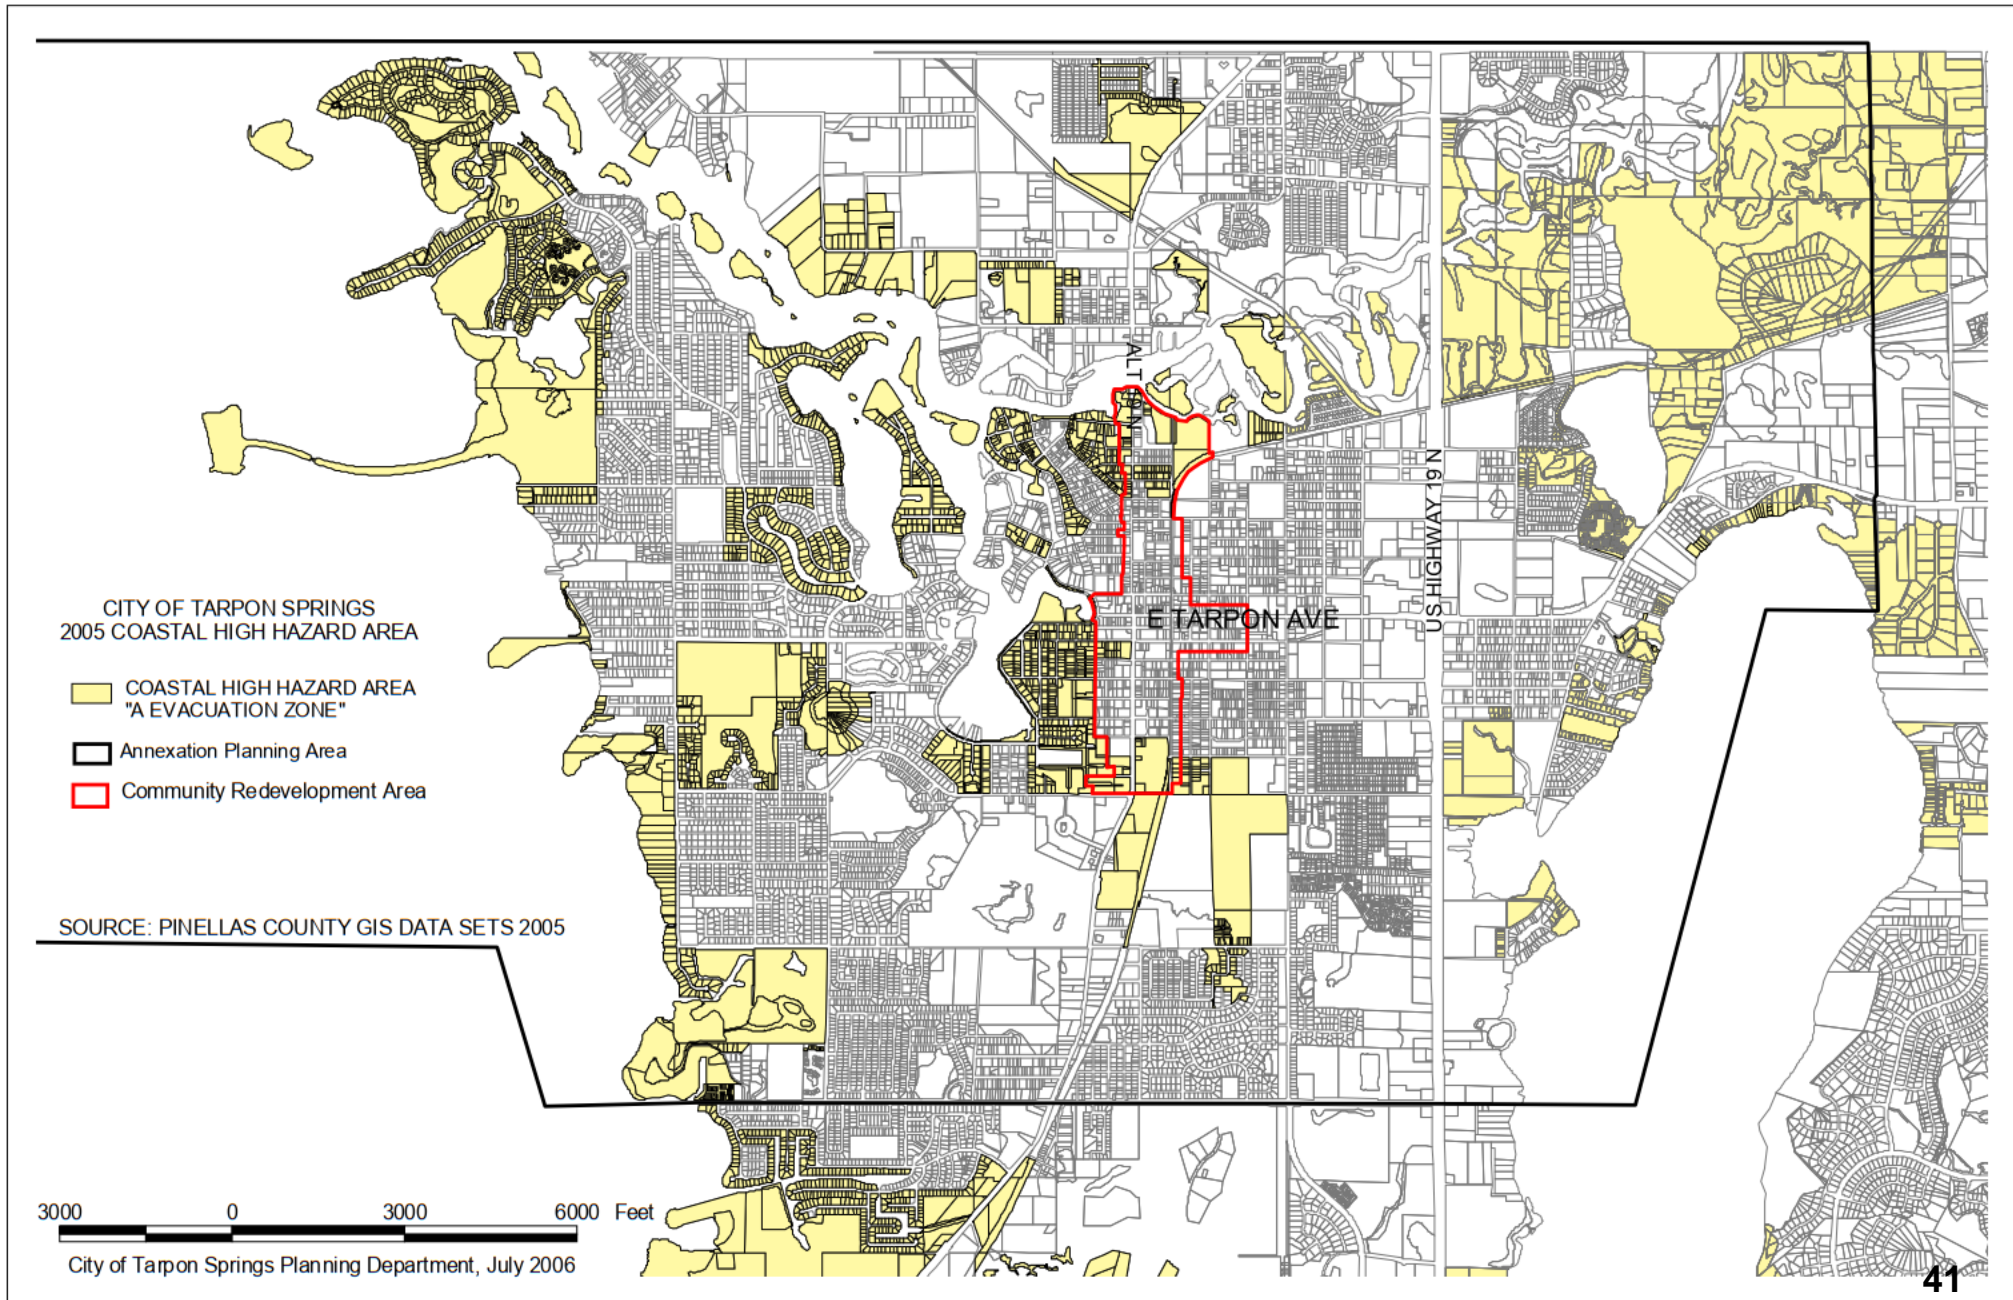 ALT 19 N
US HIGHWAY 19 N
E TARPON AVE
CITY OF TARPON SPRINGS
2005 COASTAL HIGH HAZARD AREA
COASTAL HIGH HAZARD AREA
"A EVACUATION ZONE"
Annexation Planning Area
Community Redevelopment Area
SOURCE: PINELLAS COUNTY GIS DATA SETS 2005
3000 0 3000 6000 Feet
City of Tarpon Springs Planning Department, July 2006
41